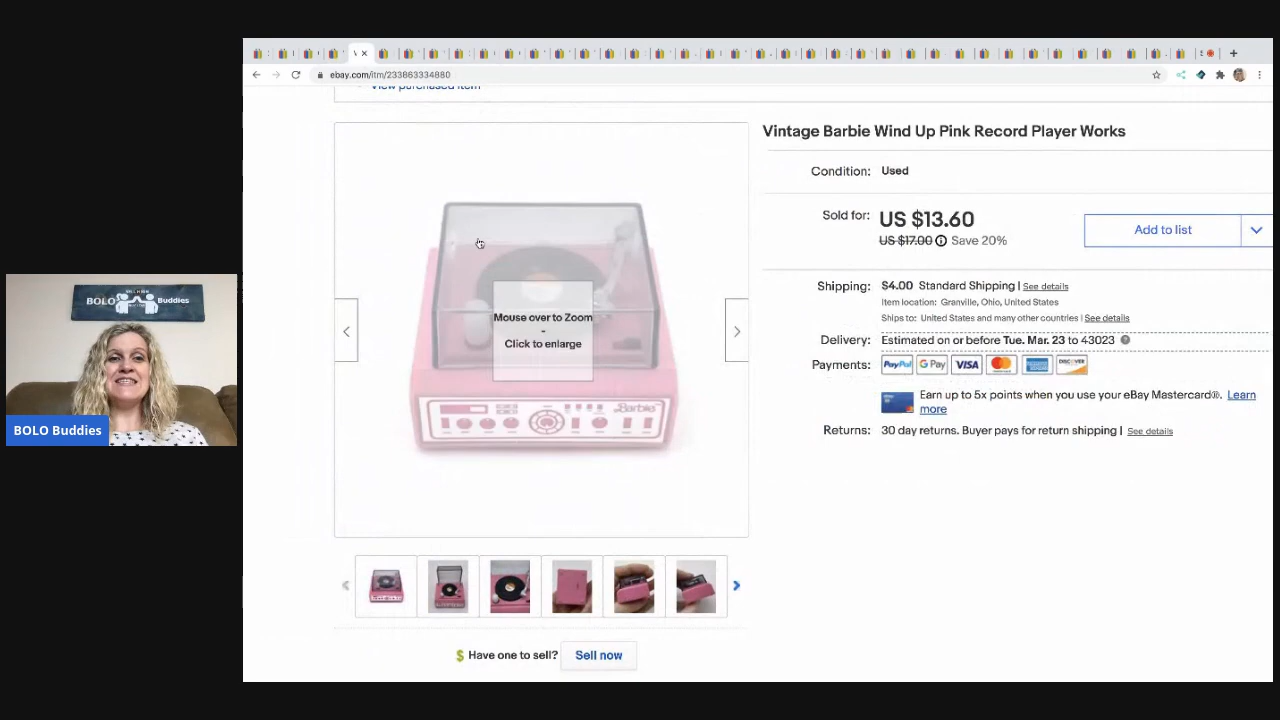 ebay.com/itm/233863334880
View purchased item
Vintage Barbie Wind Up Pink Record Player Works
Condition: Used
Sold for: US $13.60
US $17.00 Save 20%
Add to list
Shipping: $4.00 Standard Shipping | See details
Item location: Granville, Ohio, United States
Ships to: United States and many other countries | See details
Delivery: Estimated on or before Tue. Mar. 23 to 43023
Payments: PayPal G Pay VISA DISCOVER
Earn up to 5x points when you use your eBay Mastercard®. Learn
more
Returns: 30 day returns. Buyer pays for return shipping | See details
Mouse over to Zoom
-
Click to enlarge
Barbie
Have one to sell? Sell now
BOLO Buddies
BOLO Buddies